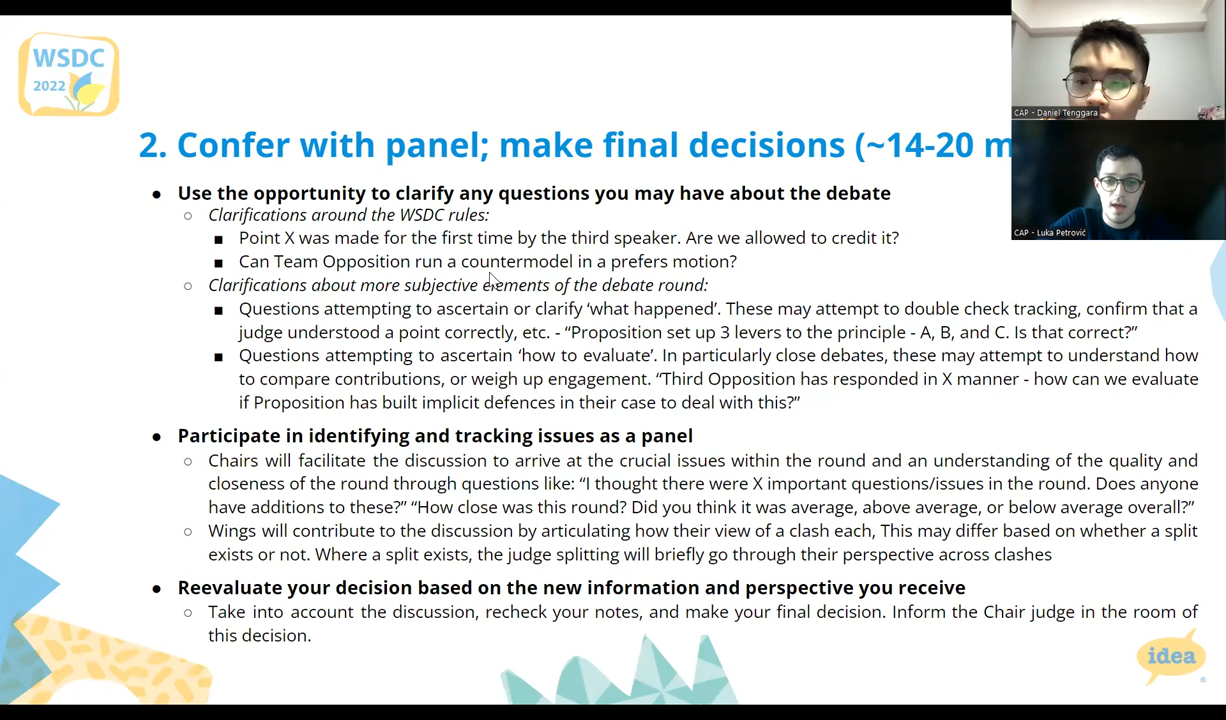 WSDC
2022
CAP - Daniel Tenggara
CAP - Luka Petrović
2. Confer with panel; make final decisions (~14-20 m
● Use the opportunity to clarify any questions you may have about the debate
○ Clarifications around the WSDC rules:
■ Point X was made for the first time by the third speaker. Are we allowed to credit it?
■ Can Team Opposition run a countermodel in a prefers motion?
○ Clarifications about more subjective elements of the debate round:
■ Questions attempting to ascertain or clarify ‘what happened’. These may attempt to double check tracking, confirm that a
judge understood a point correctly, etc. - “Proposition set up 3 levers to the principle - A, B, and C. Is that correct?”
■ Questions attempting to ascertain ‘how to evaluate’. In particularly close debates, these may attempt to understand how
to compare contributions, or weigh up engagement. “Third Opposition has responded in X manner - how can we evaluate
if Proposition has built implicit defences in their case to deal with this?”
● Participate in identifying and tracking issues as a panel
○ Chairs will facilitate the discussion to arrive at the crucial issues within the round and an understanding of the quality and
closeness of the round through questions like: “I thought there were X important questions/issues in the round. Does anyone
have additions to these?” “How close was this round? Did you think it was average, above average, or below average overall?”
○ Wings will contribute to the discussion by articulating how their view of a clash each, This may differ based on whether a split
exists or not. Where a split exists, the judge splitting will briefly go through their perspective across clashes
● Reevaluate your decision based on the new information and perspective you receive
○ Take into account the discussion, recheck your notes, and make your final decision. Inform the Chair judge in the room of
this decision.
idea